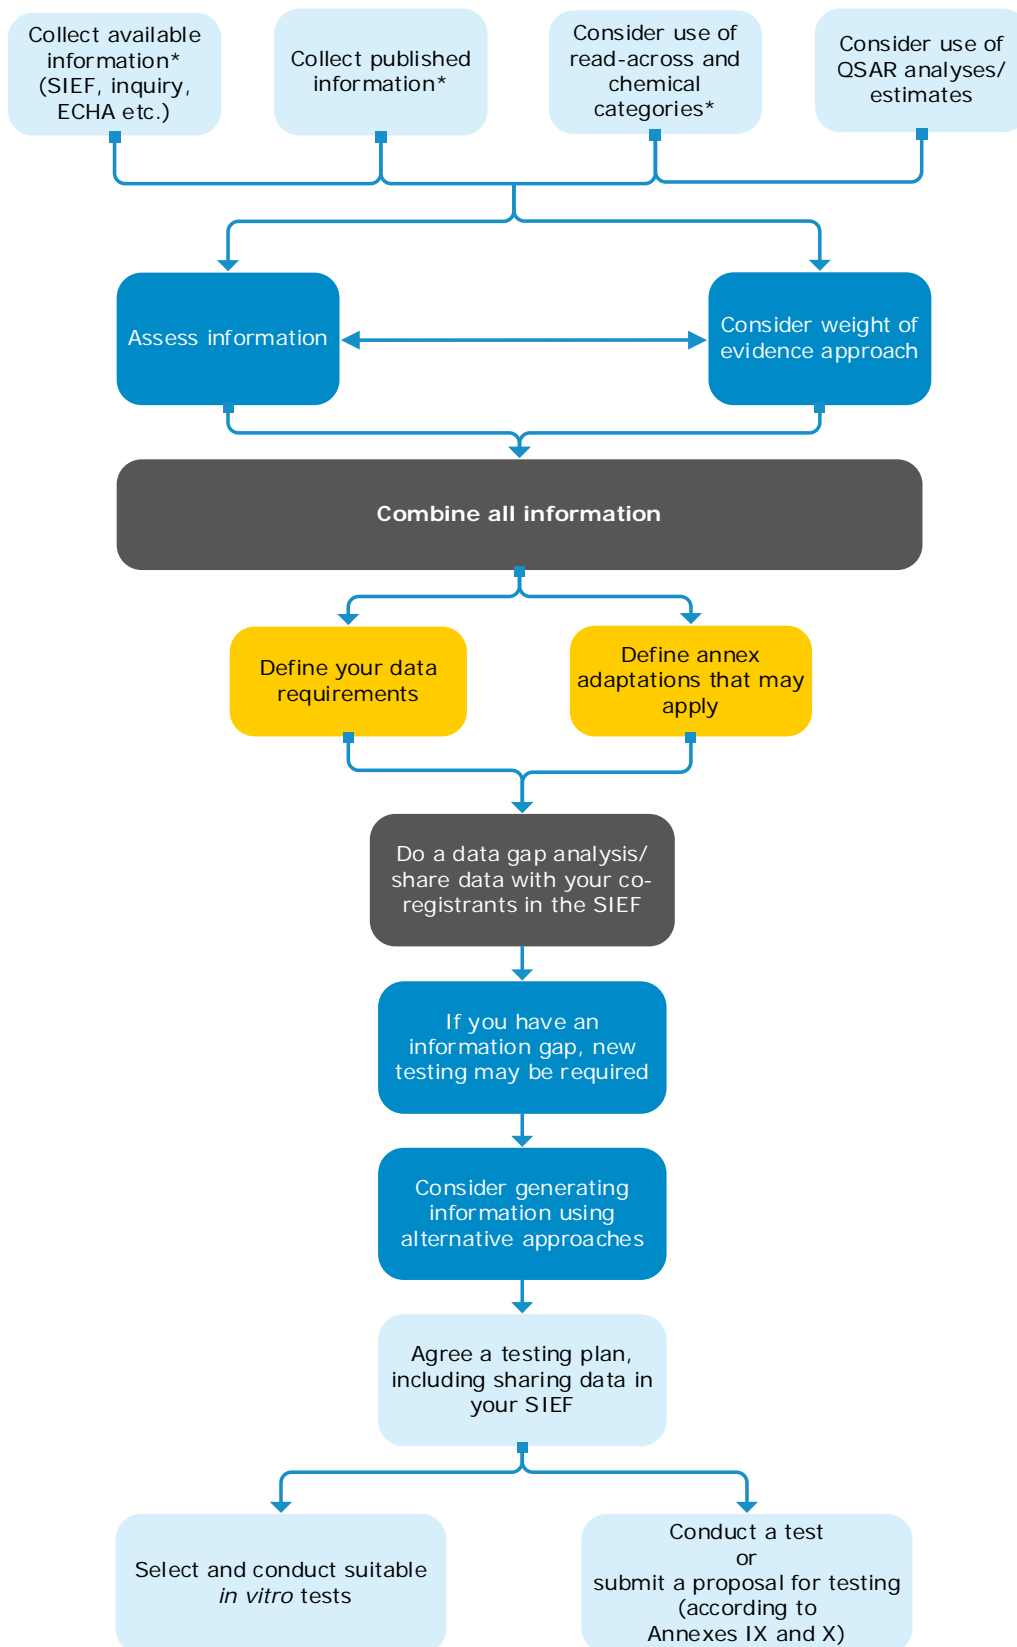 Collect available
information*
(SIEF, inquiry,
ECHA etc.)
Collect published
information*
Consider use of
read-across and
chemical
categories*
Consider use of
QSAR analyses/
estimates
Assess information
Consider weight of
evidence approach
Combine all information
Define your data
requirements
Define annex
adaptations that may
apply
Do a data gap analysis/
share data with your co-
registrants in the SIEF
If you have an
information gap, new
testing may be required
Consider generating
information using
alternative approaches
Agree a testing plan,
including sharing data in
your SIEF
Select and conduct suitable
in vitro tests
Conduct a test
or
submit a proposal for testing
(according to
Annexes IX and X)